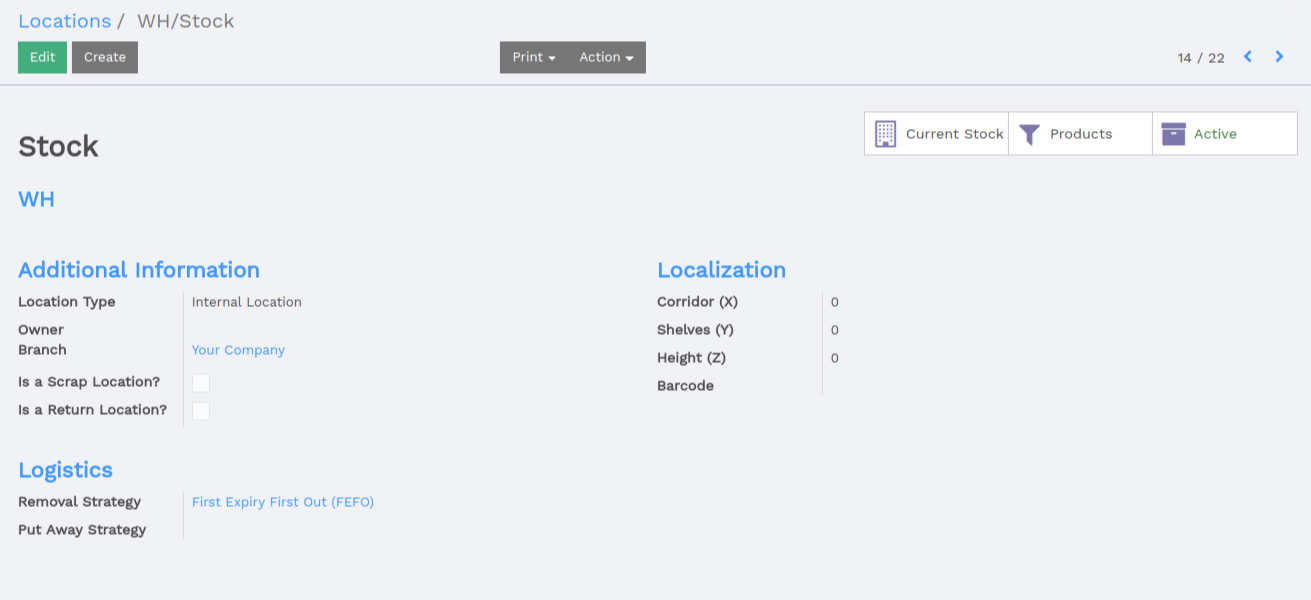 Locations / WH/Stock
Edit Create Print Action 14 / 22
Current Stock Products Active
Stock
WH
Additional Information
Location Type Internal Location
Owner
Branch Your Company
Is a Scrap Location?
Is a Return Location?
Localization
Corridor (X) 0
Shelves (Y) 0
Height (Z) 0
Barcode
Logistics
Removal Strategy First Expiry First Out (FEFO)
Put Away Strategy